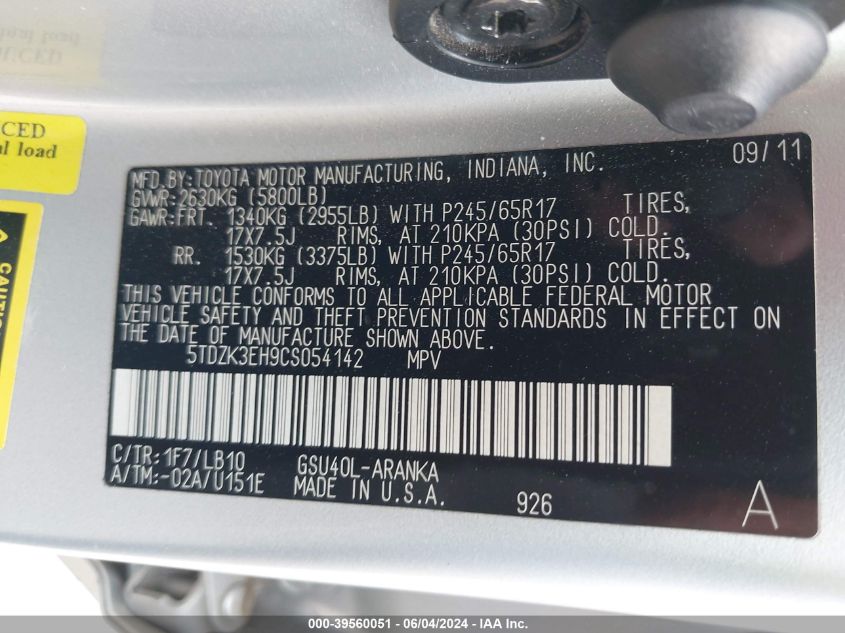 CED
al load
CAUTION
MFD.BY:TOYOTA MOTOR MANUFACTURING, INDIANA, INC. 09/11
GVWR:2630KG (5800LB)
GAWR:FRT. 1340KG (2955LB) WITH P245/65R17 TIRES,
17X7.5J RIMS, AT 210KPA (30PSI) COLD.
RR. 1530KG (3375LB) WITH P245/65R17 TIRES,
17X7.5J RIMS, AT 210KPA (30PSI) COLD.
THIS VEHICLE CONFORMS TO ALL APPLICABLE FEDERAL MOTOR
VEHICLE SAFETY AND THEFT PREVENTION STANDARDS IN EFFECT ON
THE DATE OF MANUFACTURE SHOWN ABOVE.
5TDZK3EH9CS054142 MPV
C/TR:1F7/LB10 GSU40L-ARANKA
A/TM:-02A/U151E MADE IN U.S.A. 926 A
000-39560051 - 06/04/2024 - IAA Inc.